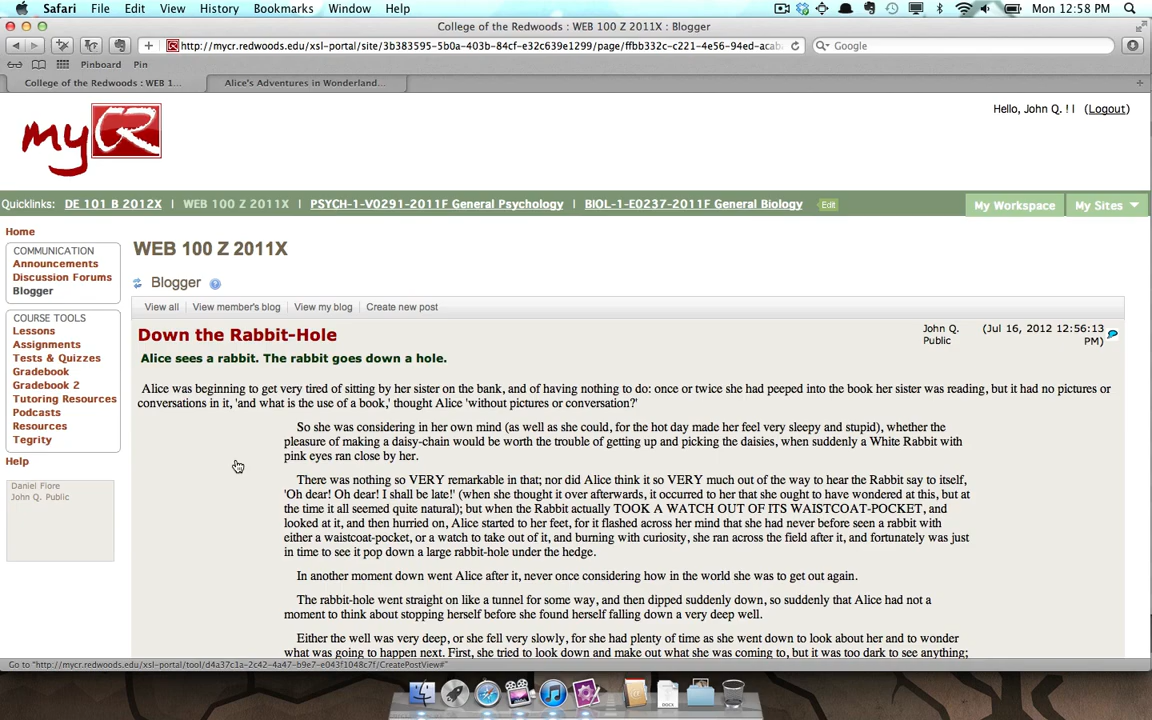 Safari File Edit View History Bookmarks Window Help Mon 12:58 PM
College of the Redwoods : WEB 100 Z 2011X : Blogger
http://mycr.redwoods.edu/xsl-portal/site/3b383595-5b0a-403b-84cf-e32c639e1299/page/ffbb332c-c221-4e56-94ed-acab Google
Pinboard Pin
College of the Redwoods : WEB 1... Alice's Adventures in Wonderland...
my CR
Hello, John Q. ! | (Logout)
Quicklinks: DE 101 B 2012X | WEB 100 Z 2011X | PSYCH-1-V0291-2011F General Psychology | BIOL-1-E0237-2011F General Biology Edit My Workspace My Sites
Home
COMMUNICATION
Announcements
Discussion Forums
Blogger
COURSE TOOLS
Lessons
Assignments
Tests & Quizzes
Gradebook
Gradebook 2
Tutoring Resources
Podcasts
Resources
Tegrity
Help
Daniel Fiore
John Q. Public
WEB 100 Z 2011X
Blogger
View all View member's blog View my blog Create new post
Down the Rabbit-Hole
John Q. Public (Jul 16, 2012 12:56:13 PM)
Alice sees a rabbit. The rabbit goes down a hole.
Alice was beginning to get very tired of sitting by her sister on the bank, and of having nothing to do: once or twice she had peeped into the book her sister was reading, but it had no pictures or
conversations in it, 'and what is the use of a book,' thought Alice 'without pictures or conversation?'
So she was considering in her own mind (as well as she could, for the hot day made her feel very sleepy and stupid), whether the
pleasure of making a daisy-chain would be worth the trouble of getting up and picking the daisies, when suddenly a White Rabbit with
pink eyes ran close by her.
There was nothing so VERY remarkable in that; nor did Alice think it so VERY much out of the way to hear the Rabbit say to itself,
'Oh dear! Oh dear! I shall be late!' (when she thought it over afterwards, it occurred to her that she ought to have wondered at this, but at
the time it all seemed quite natural); but when the Rabbit actually TOOK A WATCH OUT OF ITS WAISTCOAT-POCKET, and
looked at it, and then hurried on, Alice started to her feet, for it flashed across her mind that she had never before seen a rabbit with
either a waistcoat-pocket, or a watch to take out of it, and burning with curiosity, she ran across the field after it, and fortunately was just
in time to see it pop down a large rabbit-hole under the hedge.
In another moment down went Alice after it, never once considering how in the world she was to get out again.
The rabbit-hole went straight on like a tunnel for some way, and then dipped suddenly down, so suddenly that Alice had not a
moment to think about stopping herself before she found herself falling down a very deep well.
Either the well was very deep, or she fell very slowly, for she had plenty of time as she went down to look about her and to wonder
what was going to happen next. First, she tried to look down and make out what she was coming to, but it was too dark to see anything;
Go to "http://mycr.redwoods.edu/xsl-portal/tool/d4a37c1a-2c42-4a47-b9e7-e043f1048c7f/CreatePostView#"